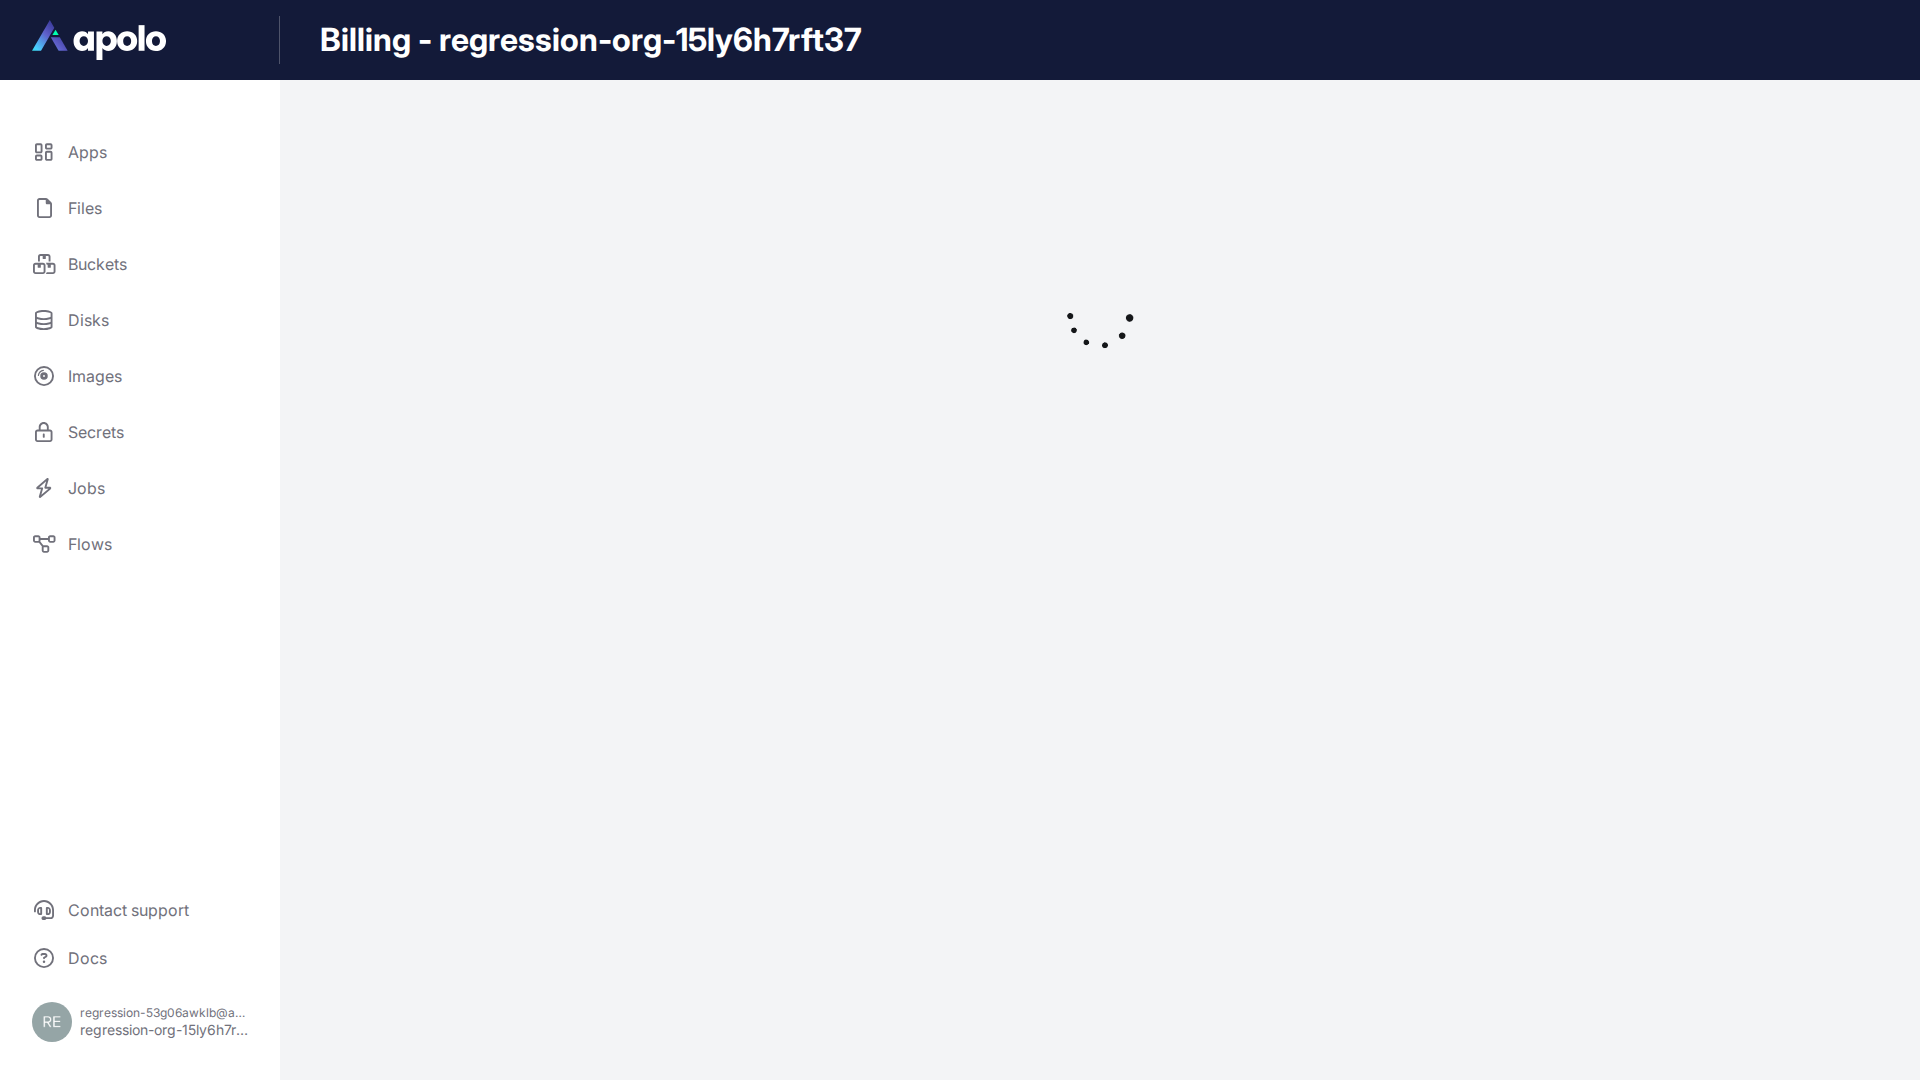 apolo
Billing - regression-org-15ly6h7rft37
Apps
Files
Buckets
Disks
Images
Secrets
Jobs
Flows
Contact support
Docs
RE
regression-53g06awklb@a...
regression-org-15ly6h7r...